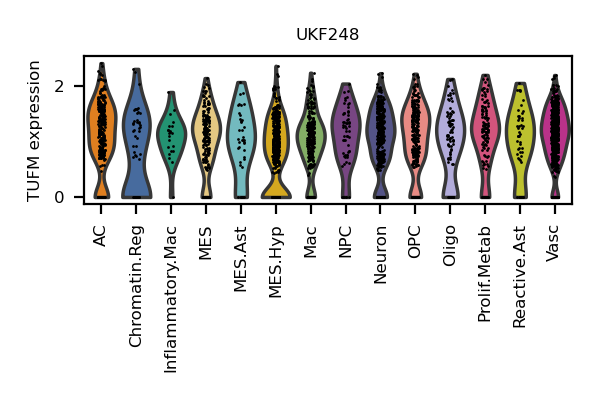 UKF248
TUFM expression
2
0
AC
Chromatin.Reg
Inflammatory.Mac
MES
MES.Ast
MES.Hyp
Mac
NPC
Neuron
OPC
Oligo
Prolif.Metab
Reactive.Ast
Vasc